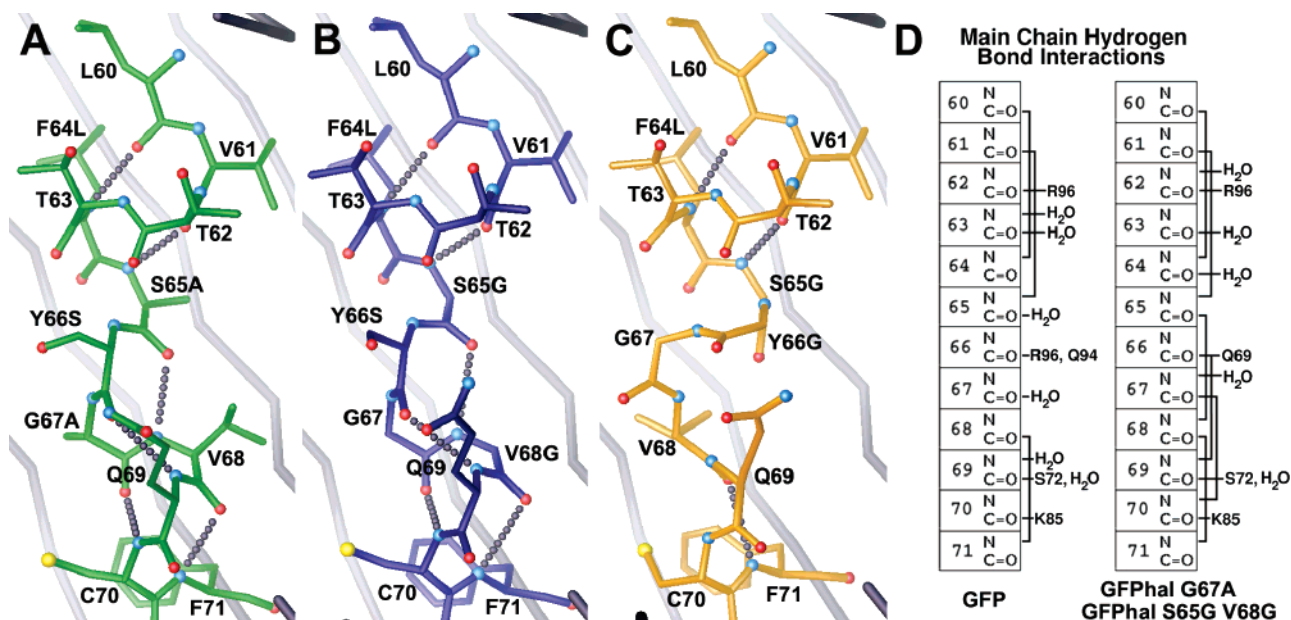 A
L60
F64L
V61
T63
T62
S65A
Y66S
G67A
V68
Q69
C70
F71
B
L60
F64L
V61
T63
T62
S65G
Y66S
G67
V68G
Q69
C70
F71
C
L60
F64L
V61
T63
T62
S65G
G67
Y66G
V68
Q69
C70
F71
D
Main Chain Hydrogen
Bond Interactions
60 N
C=O
61 N
C=O
62 N
C=O R96
H₂O
63 N
C=O H₂O
64 N
C=O
65 N
C=O H₂O
66 N
C=O R96, Q94
67 N
C=O H₂O
68 N
C=O
H₂O
69 N
C=O S72, H₂O
70 N
C=O K85
71 N
C=O
GFP
60 N
C=O
61 N
C=O
H₂O
62 N
C=O R96
63 N
C=O H₂O
64 N
C=O H₂O
65 N
C=O
66 N
C=O Q69
H₂O
67 N
C=O
68 N
C=O
69 N
C=O S72, H₂O
70 N
C=O K85
71 N
C=O
GFPhal G67A
GFPhal S65G V68G